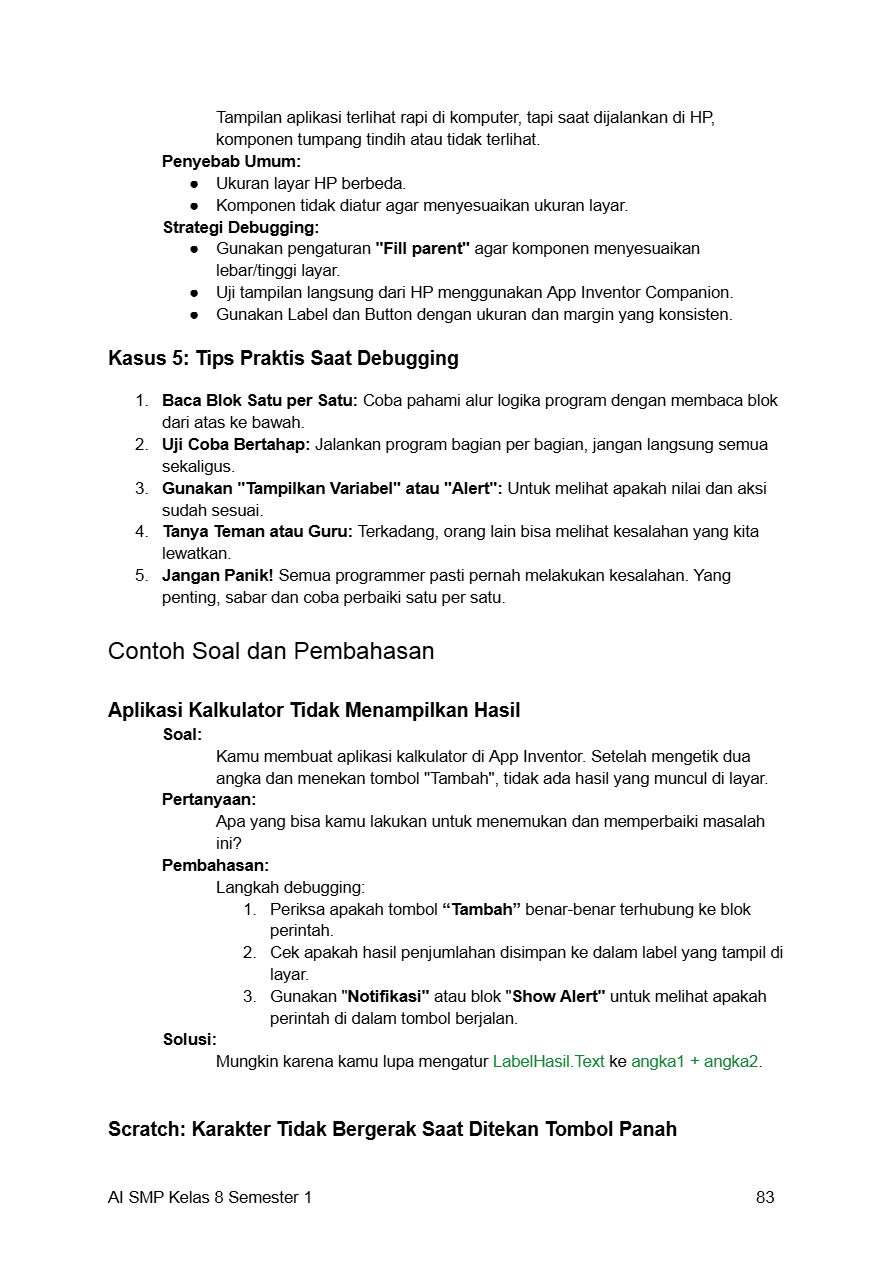 Tampilan aplikasi terlihat rapi di komputer, tapi saat dijalankan di HP,
komponen tumpang tindih atau tidak terlihat.
Penyebab Umum:
● Ukuran layar HP berbeda.
● Komponen tidak diatur agar menyesuaikan ukuran layar.
Strategi Debugging:
● Gunakan pengaturan "Fill parent" agar komponen menyesuaikan
lebar/tinggi layar.
● Uji tampilan langsung dari HP menggunakan App Inventor Companion.
● Gunakan Label dan Button dengan ukuran dan margin yang konsisten.
Kasus 5: Tips Praktis Saat Debugging
1. Baca Blok Satu per Satu: Coba pahami alur logika program dengan membaca blok
dari atas ke bawah.
2. Uji Coba Bertahap: Jalankan program bagian per bagian, jangan langsung semua
sekaligus.
3. Gunakan "Tampilkan Variabel" atau "Alert": Untuk melihat apakah nilai dan aksi
sudah sesuai.
4. Tanya Teman atau Guru: Terkadang, orang lain bisa melihat kesalahan yang kita
lewatkan.
5. Jangan Panik! Semua programmer pasti pernah melakukan kesalahan. Yang
penting, sabar dan coba perbaiki satu per satu.
Contoh Soal dan Pembahasan
Aplikasi Kalkulator Tidak Menampilkan Hasil
Soal:
Kamu membuat aplikasi kalkulator di App Inventor. Setelah mengetik dua
angka dan menekan tombol "Tambah", tidak ada hasil yang muncul di layar.
Pertanyaan:
Apa yang bisa kamu lakukan untuk menemukan dan memperbaiki masalah
ini?
Pembahasan:
Langkah debugging:
1. Periksa apakah tombol “Tambah” benar-benar terhubung ke blok
perintah.
2. Cek apakah hasil penjumlahan disimpan ke dalam label yang tampil di
layar.
3. Gunakan "Notifikasi" atau blok "Show Alert" untuk melihat apakah
perintah di dalam tombol berjalan.
Solusi:
Mungkin karena kamu lupa mengatur LabelHasil.Text ke angka1 + angka2.
Scratch: Karakter Tidak Bergerak Saat Ditekan Tombol Panah
AI SMP Kelas 8 Semester 1 83